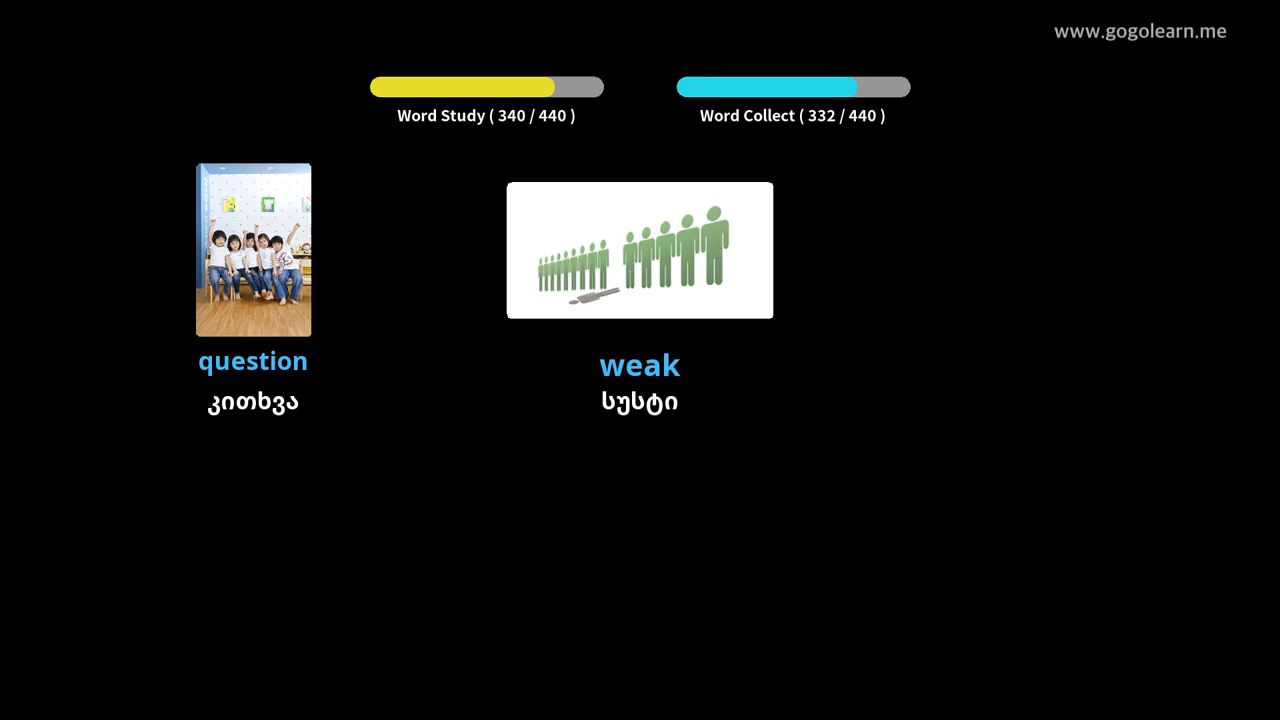 www.gogolearn.me
Word Study ( 340 / 440 )
Word Collect ( 332 / 440 )
question
კითხვა
weak
სუსტი